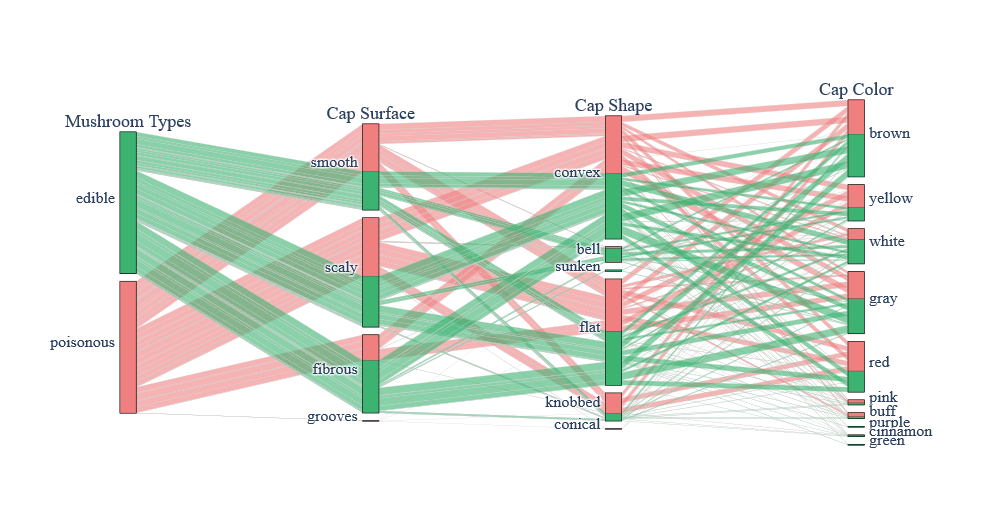 Mushroom Types
edible
poisonous
Cap Surface
smooth
scaly
fibrous
grooves
Cap Shape
convex
bell
sunken
flat
knobbed
conical
Cap Color
brown
yellow
white
gray
red
pink
buff
purple
cinnamon
green